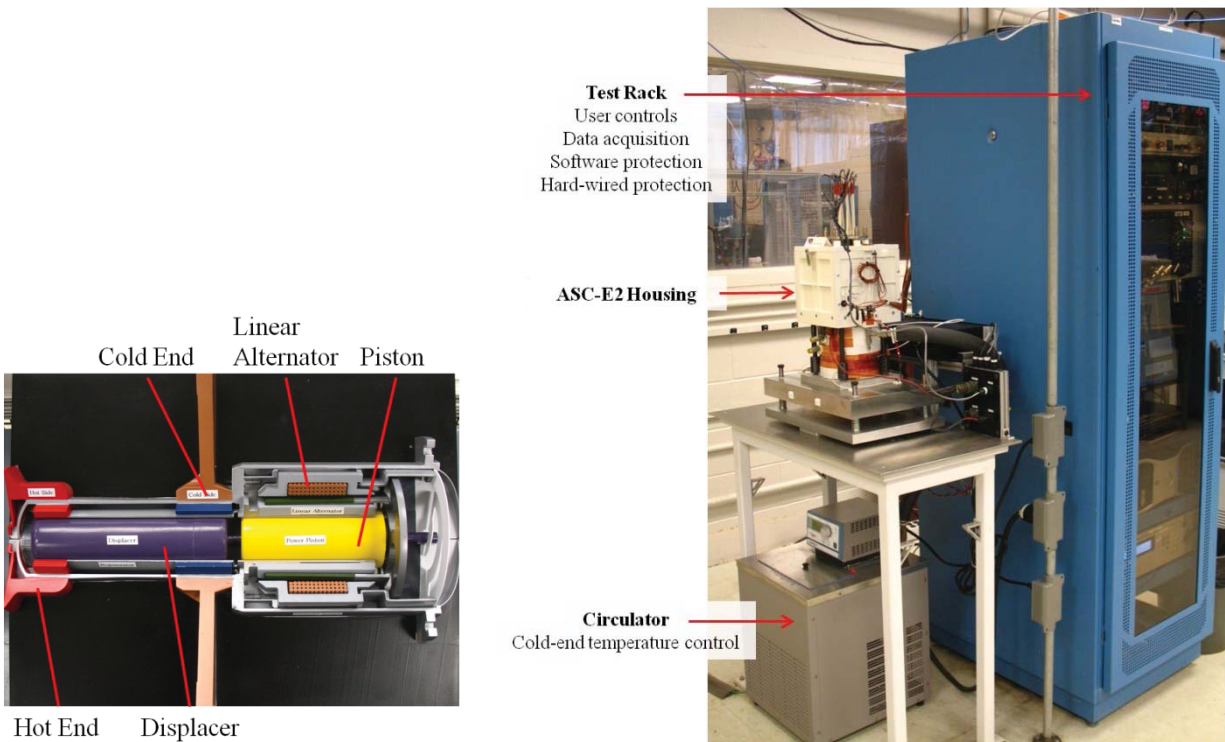 Linear
Cold End
Alternator
Piston
Hot Side
Cold Side
Linear Alternator
Displacer
Power Piston
Hot End
Displacer
Test Rack
User controls
Data acquisition
Software protection
Hard-wired protection
ASC-E2 Housing
Circulator
Cold-end temperature control